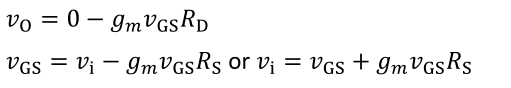 v_O = 0 − g_m v_GS R_D
v_GS = v_i − g_m v_GS R_S or v_i = v_GS + g_m v_GS R_S